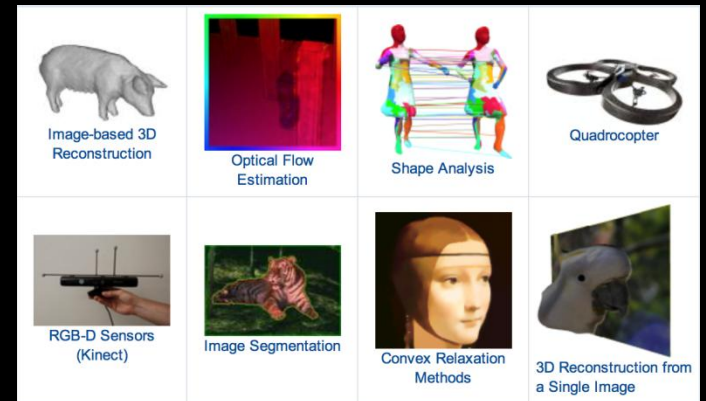 Image-based 3D
Reconstruction
Optical Flow
Estimation
Shape Analysis
Quadrocopter
RGB-D Sensors
(Kinect)
Image Segmentation
Convex Relaxation
Methods
3D Reconstruction from
a Single Image